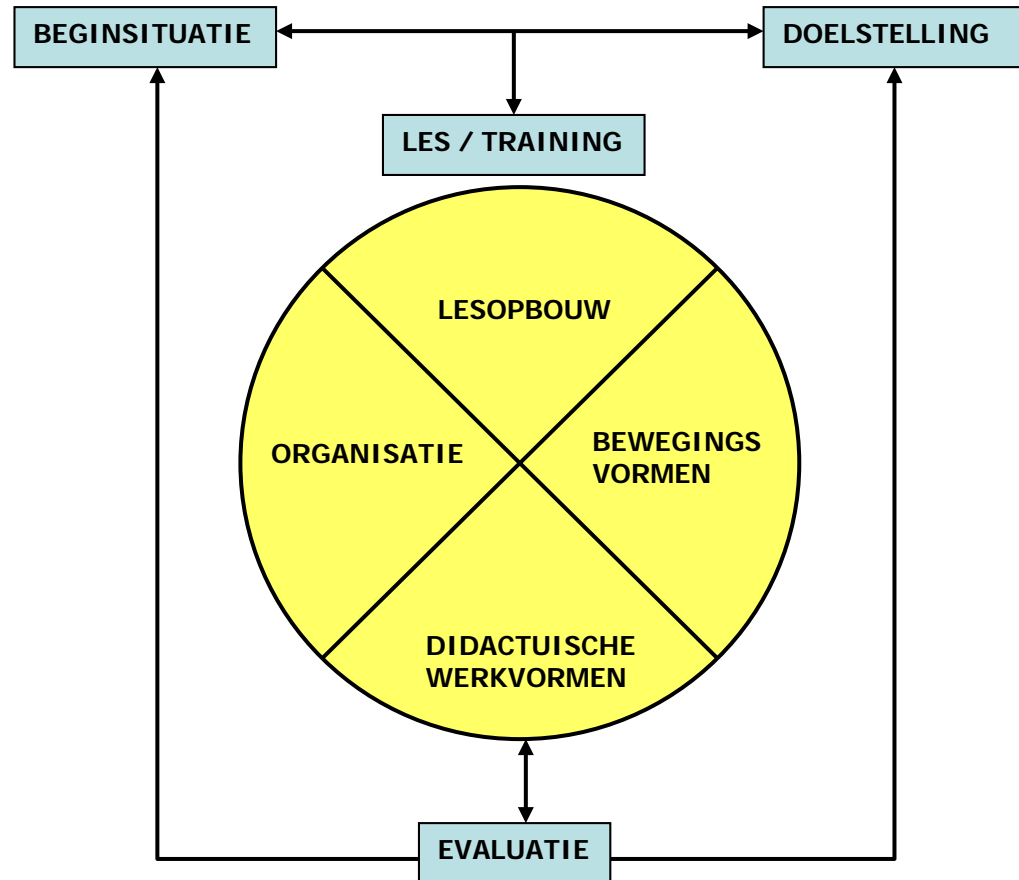 BEGINSITUATIE
DOELSTELLING
LES / TRAINING
LESOPBOUW
ORGANISATIE
BEWEGINGS
VORMEN
DIDACTUISCHE
WERKVORMEN
EVALUATIE